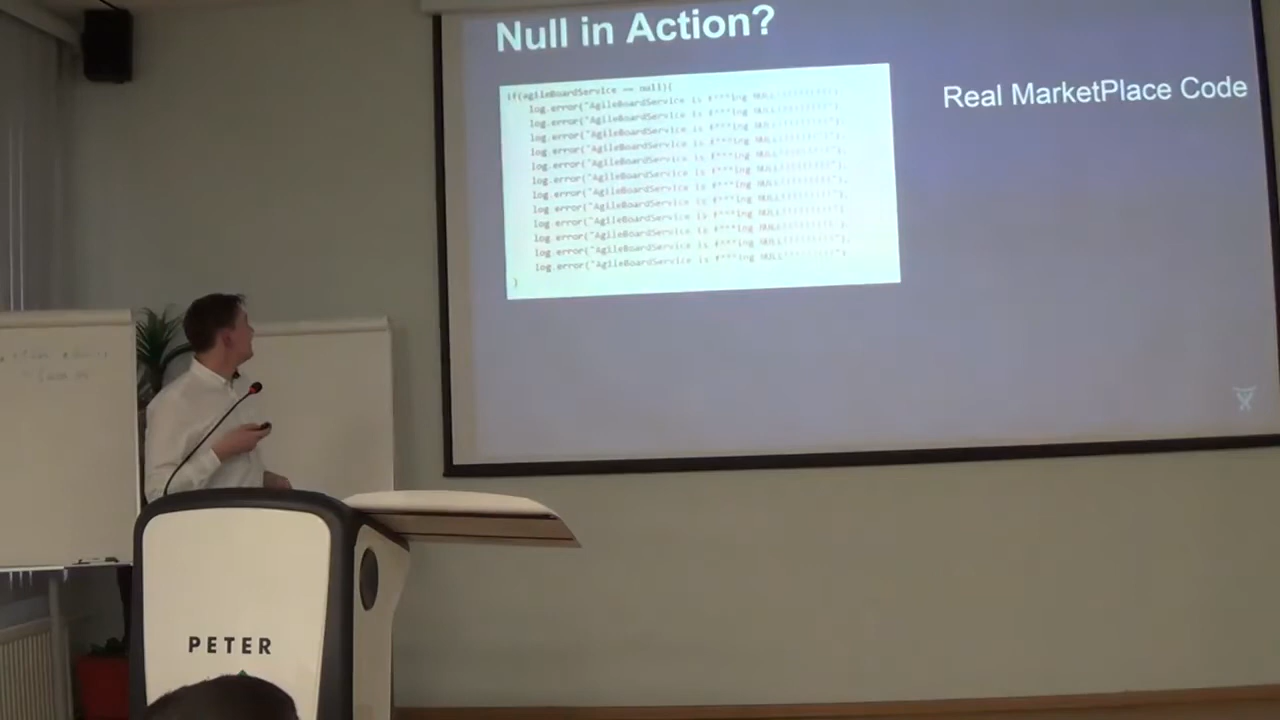 Null in Action?
Real MarketPlace Code
if(agileBoardService == null){
log.error("AgileBoardService is f***ing NULL
log.error("AgileBoardService is f***ing NULL
log.error("AgileBoardService is f***ing NULL
log.error("AgileBoardService is f***ing NULL
log.error("AgileBoardService is f***ing NULL
log.error("AgileBoardService is f***ing NULL
log.error("AgileBoardService is f***ing NULL
log.error("AgileBoardService is f***ing NULL
log.error("AgileBoardService is f***ing NULL
log.error("AgileBoardService is f***ing NULL
log.error("AgileBoardService is f***ing NULL
log.error("AgileBoardService is f***ing NULL
}
PETER